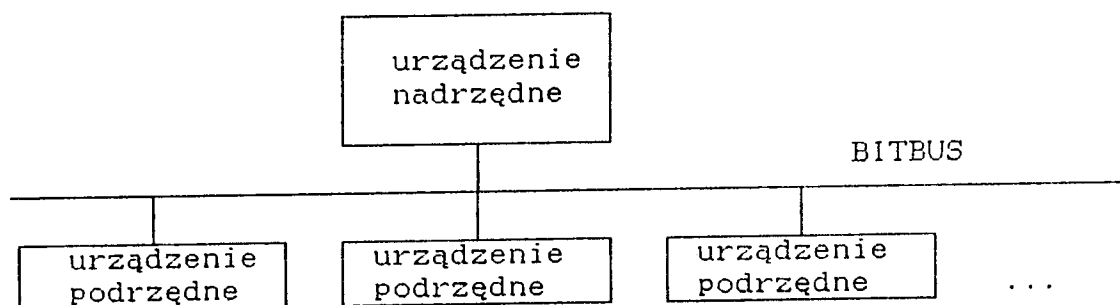 urządzenie
nadrzędne
BITBUS
urządzenie
podrzędne
urządzenie
podrzędne
urządzenie
podrzędne
...